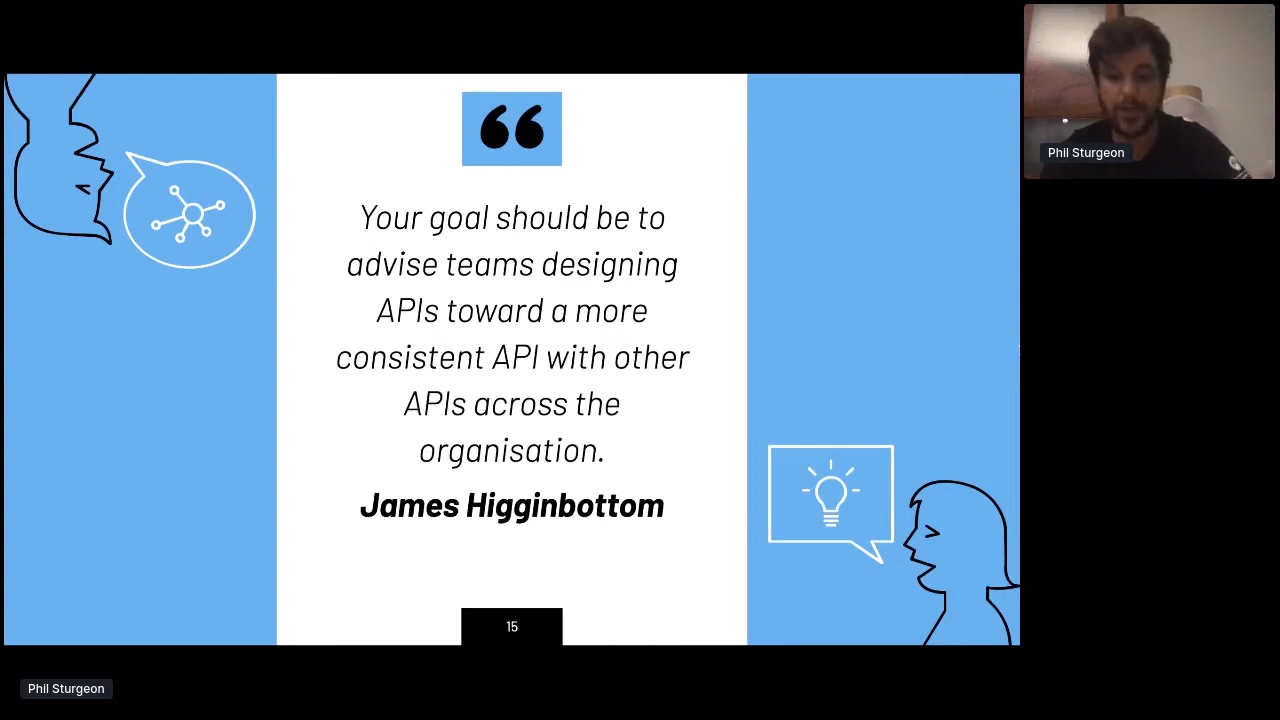 Phil Sturgeon
“
Your goal should be to
advise teams designing
APIs toward a more
consistent API with other
APIs across the
organisation.
James Higginbottom
15
Phil Sturgeon